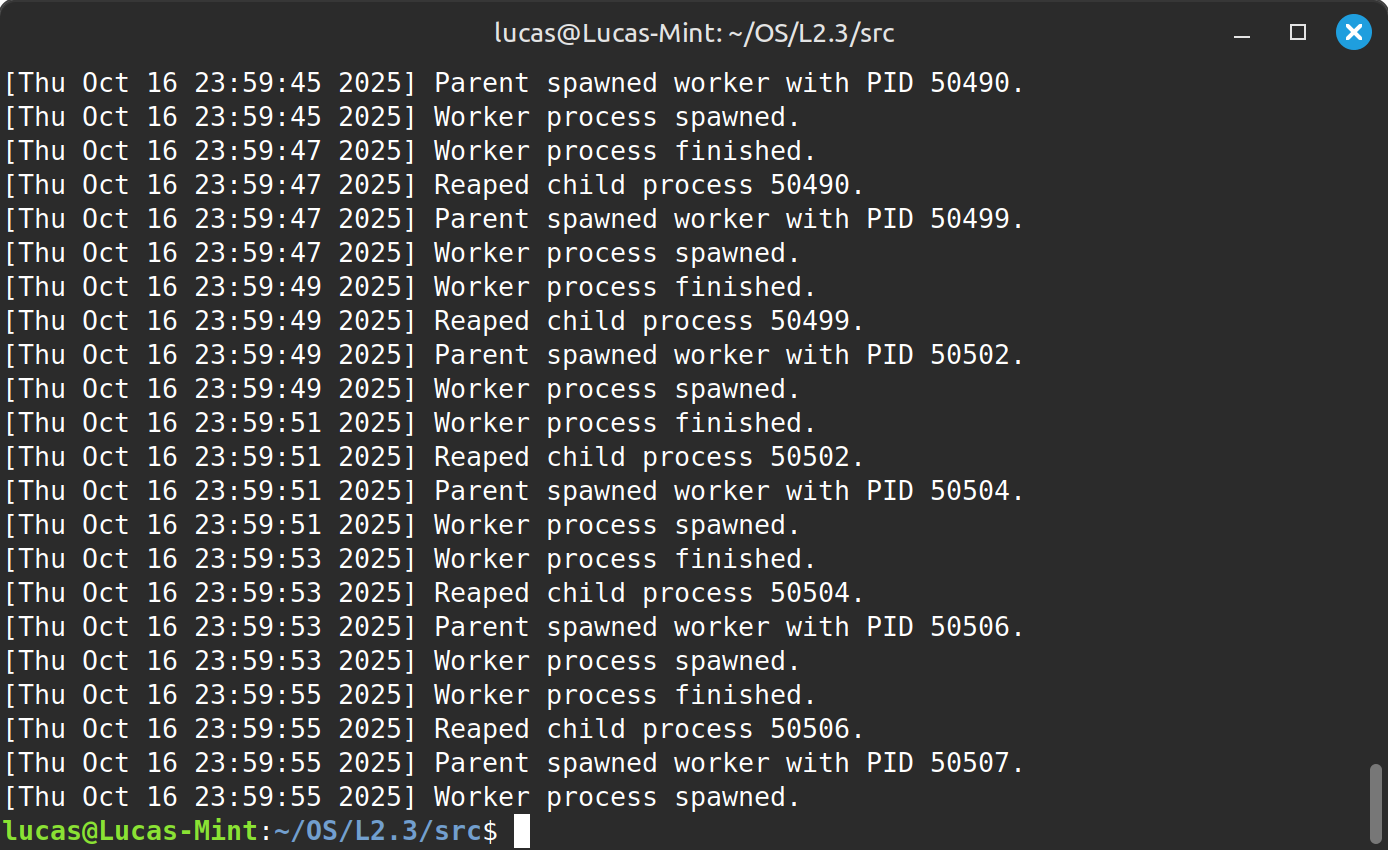 lucas@Lucas-Mint: ~/OS/L2.3/src
[Thu Oct 16 23:59:45 2025] Parent spawned worker with PID 50490.
[Thu Oct 16 23:59:45 2025] Worker process spawned.
[Thu Oct 16 23:59:47 2025] Worker process finished.
[Thu Oct 16 23:59:47 2025] Reaped child process 50490.
[Thu Oct 16 23:59:47 2025] Parent spawned worker with PID 50499.
[Thu Oct 16 23:59:47 2025] Worker process spawned.
[Thu Oct 16 23:59:49 2025] Worker process finished.
[Thu Oct 16 23:59:49 2025] Reaped child process 50499.
[Thu Oct 16 23:59:49 2025] Parent spawned worker with PID 50502.
[Thu Oct 16 23:59:49 2025] Worker process spawned.
[Thu Oct 16 23:59:51 2025] Worker process finished.
[Thu Oct 16 23:59:51 2025] Reaped child process 50502.
[Thu Oct 16 23:59:51 2025] Parent spawned worker with PID 50504.
[Thu Oct 16 23:59:51 2025] Worker process spawned.
[Thu Oct 16 23:59:53 2025] Worker process finished.
[Thu Oct 16 23:59:53 2025] Reaped child process 50504.
[Thu Oct 16 23:59:53 2025] Parent spawned worker with PID 50506.
[Thu Oct 16 23:59:53 2025] Worker process spawned.
[Thu Oct 16 23:59:55 2025] Worker process finished.
[Thu Oct 16 23:59:55 2025] Reaped child process 50506.
[Thu Oct 16 23:59:55 2025] Parent spawned worker with PID 50507.
[Thu Oct 16 23:59:55 2025] Worker process spawned.
lucas@Lucas-Mint:~/OS/L2.3/src$